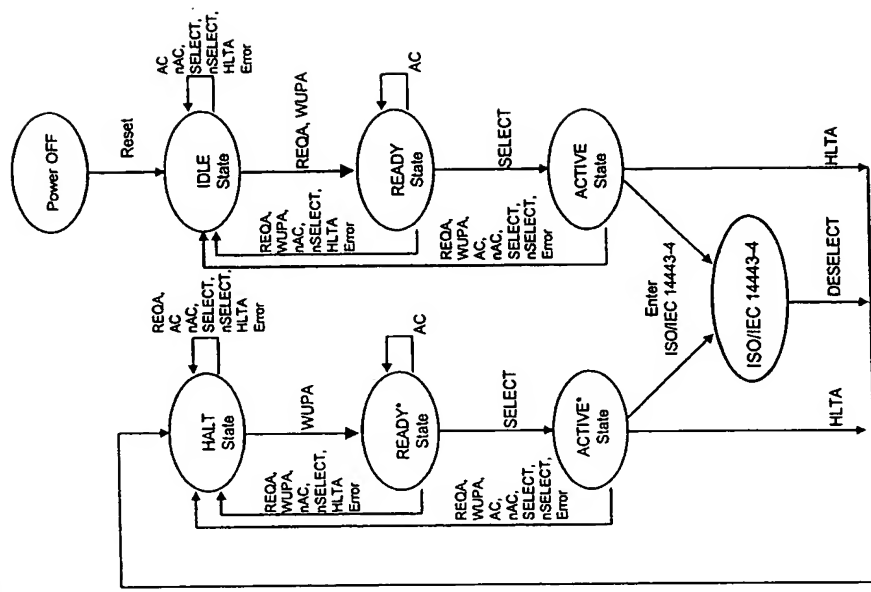 Power OFF
Reset
AC
nAC,
SELECT,
nSELECT,
HLTA
Error
IDLE
State
REQA, WUPA
REQA,
WUPA,
nAC,
nSELECT,
HLTA
Error
READY
State
AC
SELECT
REQA,
WUPA,
AC,
nAC,
SELECT,
nSELECT,
Error
ACTIVE
State
HLTA
REQA,
AC
nAC,
SELECT,
nSELECT,
HLTA
Error
HALT
State
WUPA
REQA,
WUPA,
nAC,
nSELECT,
HLTA
Error
READY*
State
AC
SELECT
REQA,
WUPA,
AC,
nAC,
SELECT,
nSELECT,
Error
ACTIVE*
State
HLTA
Enter
ISO/IEC 14443-4
ISO/IEC 14443-4
DESELECT